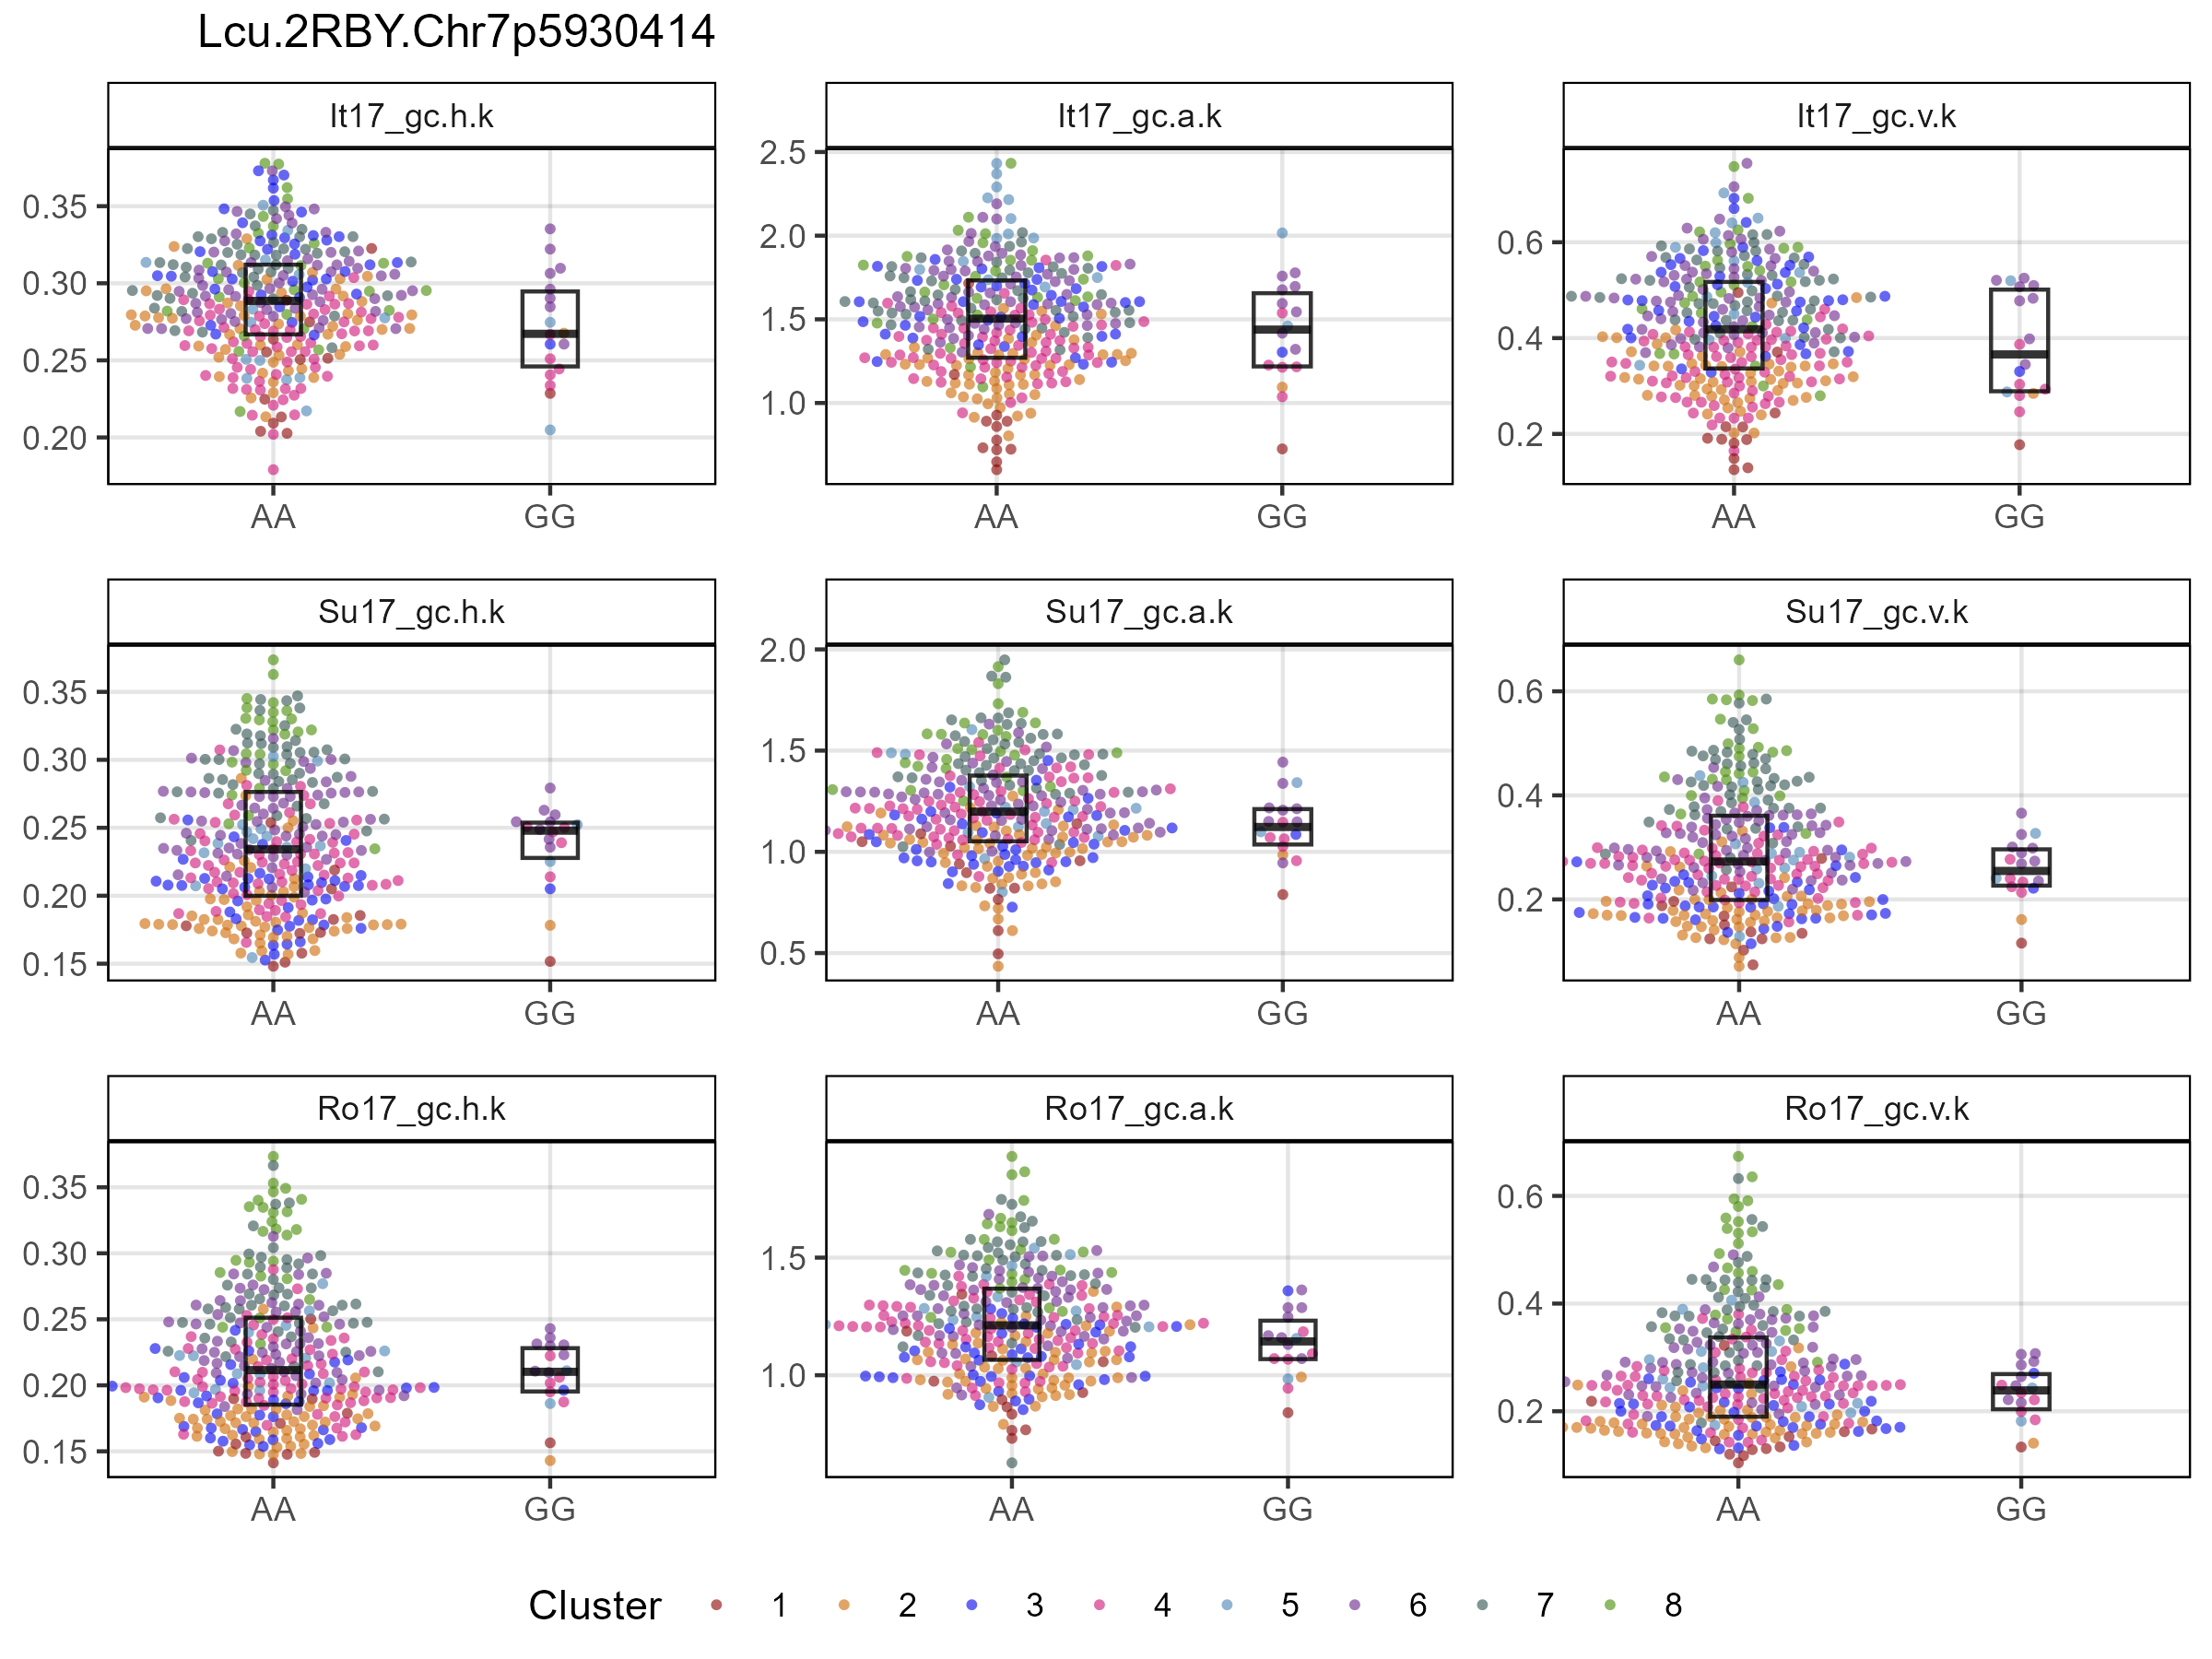 Lcu.2RBY.Chr7p5930414
It17_gc.h.k
It17_gc.a.k
It17_gc.v.k
0.35
0.30
0.25
0.20
AA
GG
2.5
2.0
1.5
1.0
AA
GG
0.6
0.4
0.2
AA
GG
Su17_gc.h.k
Su17_gc.a.k
Su17_gc.v.k
0.35
0.30
0.25
0.20
0.15
AA
GG
2.0
1.5
1.0
0.5
AA
GG
0.6
0.4
0.2
AA
GG
Ro17_gc.h.k
Ro17_gc.a.k
Ro17_gc.v.k
0.35
0.30
0.25
0.20
0.15
AA
GG
1.5
1.0
AA
GG
0.6
0.4
0.2
AA
GG
Cluster 1 2 3 4 5 6 7 8